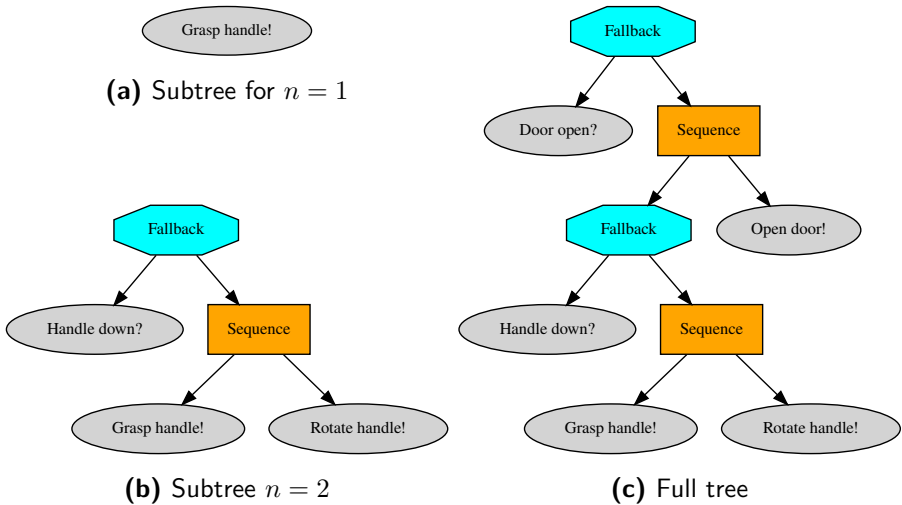 Grasp handle!
(a) Subtree for n = 1
Fallback
Handle down?
Sequence
Grasp handle!
Rotate handle!
(b) Subtree n = 2
Fallback
Door open?
Sequence
Fallback
Open door!
Handle down?
Sequence
Grasp handle!
Rotate handle!
(c) Full tree